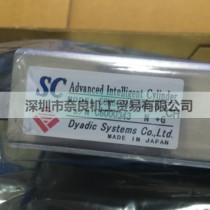 SC Advanced Intelligent Cylinder
深圳市奈良机工贸易有限公司
06000343
N +G
Dyadic Systems Co.,Ltd.
MADE IN JAPAN